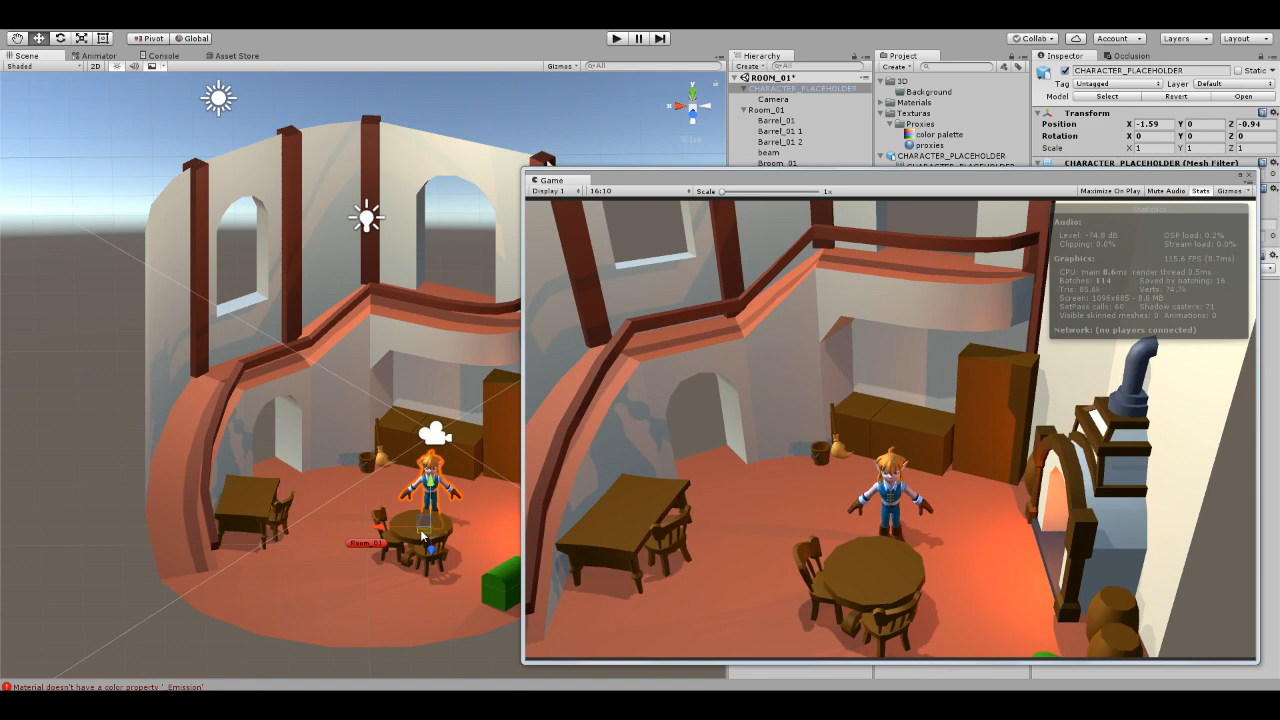 Pivot Global Collab Account Layers Layout
Scene Animator Console Asset Store
Shaded 2D Gizmos All
Hierarchy
Create All
ROOM_01*
CHARACTER_PLACEHOLDER
Camera
Room_01
Barrel_01
Barrel_01 1
Barrel_01 2
beam
Broom_01
Project
Create
3D
Background
Materials
Textures
Proxies
color palette
proxies
CHARACTER_PLACEHOLDER
CHARACTER_PLACEHOLDER
Inspector Occlusion
CHARACTER_PLACEHOLDER Static
Tag Untagged Layer Default
Model Select Revert Open
Transform
Position X -1.59 Y 0 Z -0.94
Rotation X 0 Y 0 Z 0
Scale X 1 Y 1 Z 1
CHARACTER_PLACEHOLDER (Mesh Filter)
Game
Display 1 16:10 Scale 1x Maximize On Play Mute Audio Stats Gizmos
Statistics
Audio:
Level: -74.8 dB DSP load: 0.2%
Clipping: 0.0% Stream load: 0.0%
Graphics: 115.6 FPS (8.7ms)
CPU: main 8.6ms render thread 0.5ms
Batches: 114 Saved by batching: 16
Tris: 85.6k Verts: 74.7k
Screen: 1096x685 - 8.6 MB
SetPass calls: 60 Shadow casters: 71
Visible skinned meshes: 0 Animations: 0
Network: (no players connected)
y
Room_01
Material doesn't have a color property '_Emission'